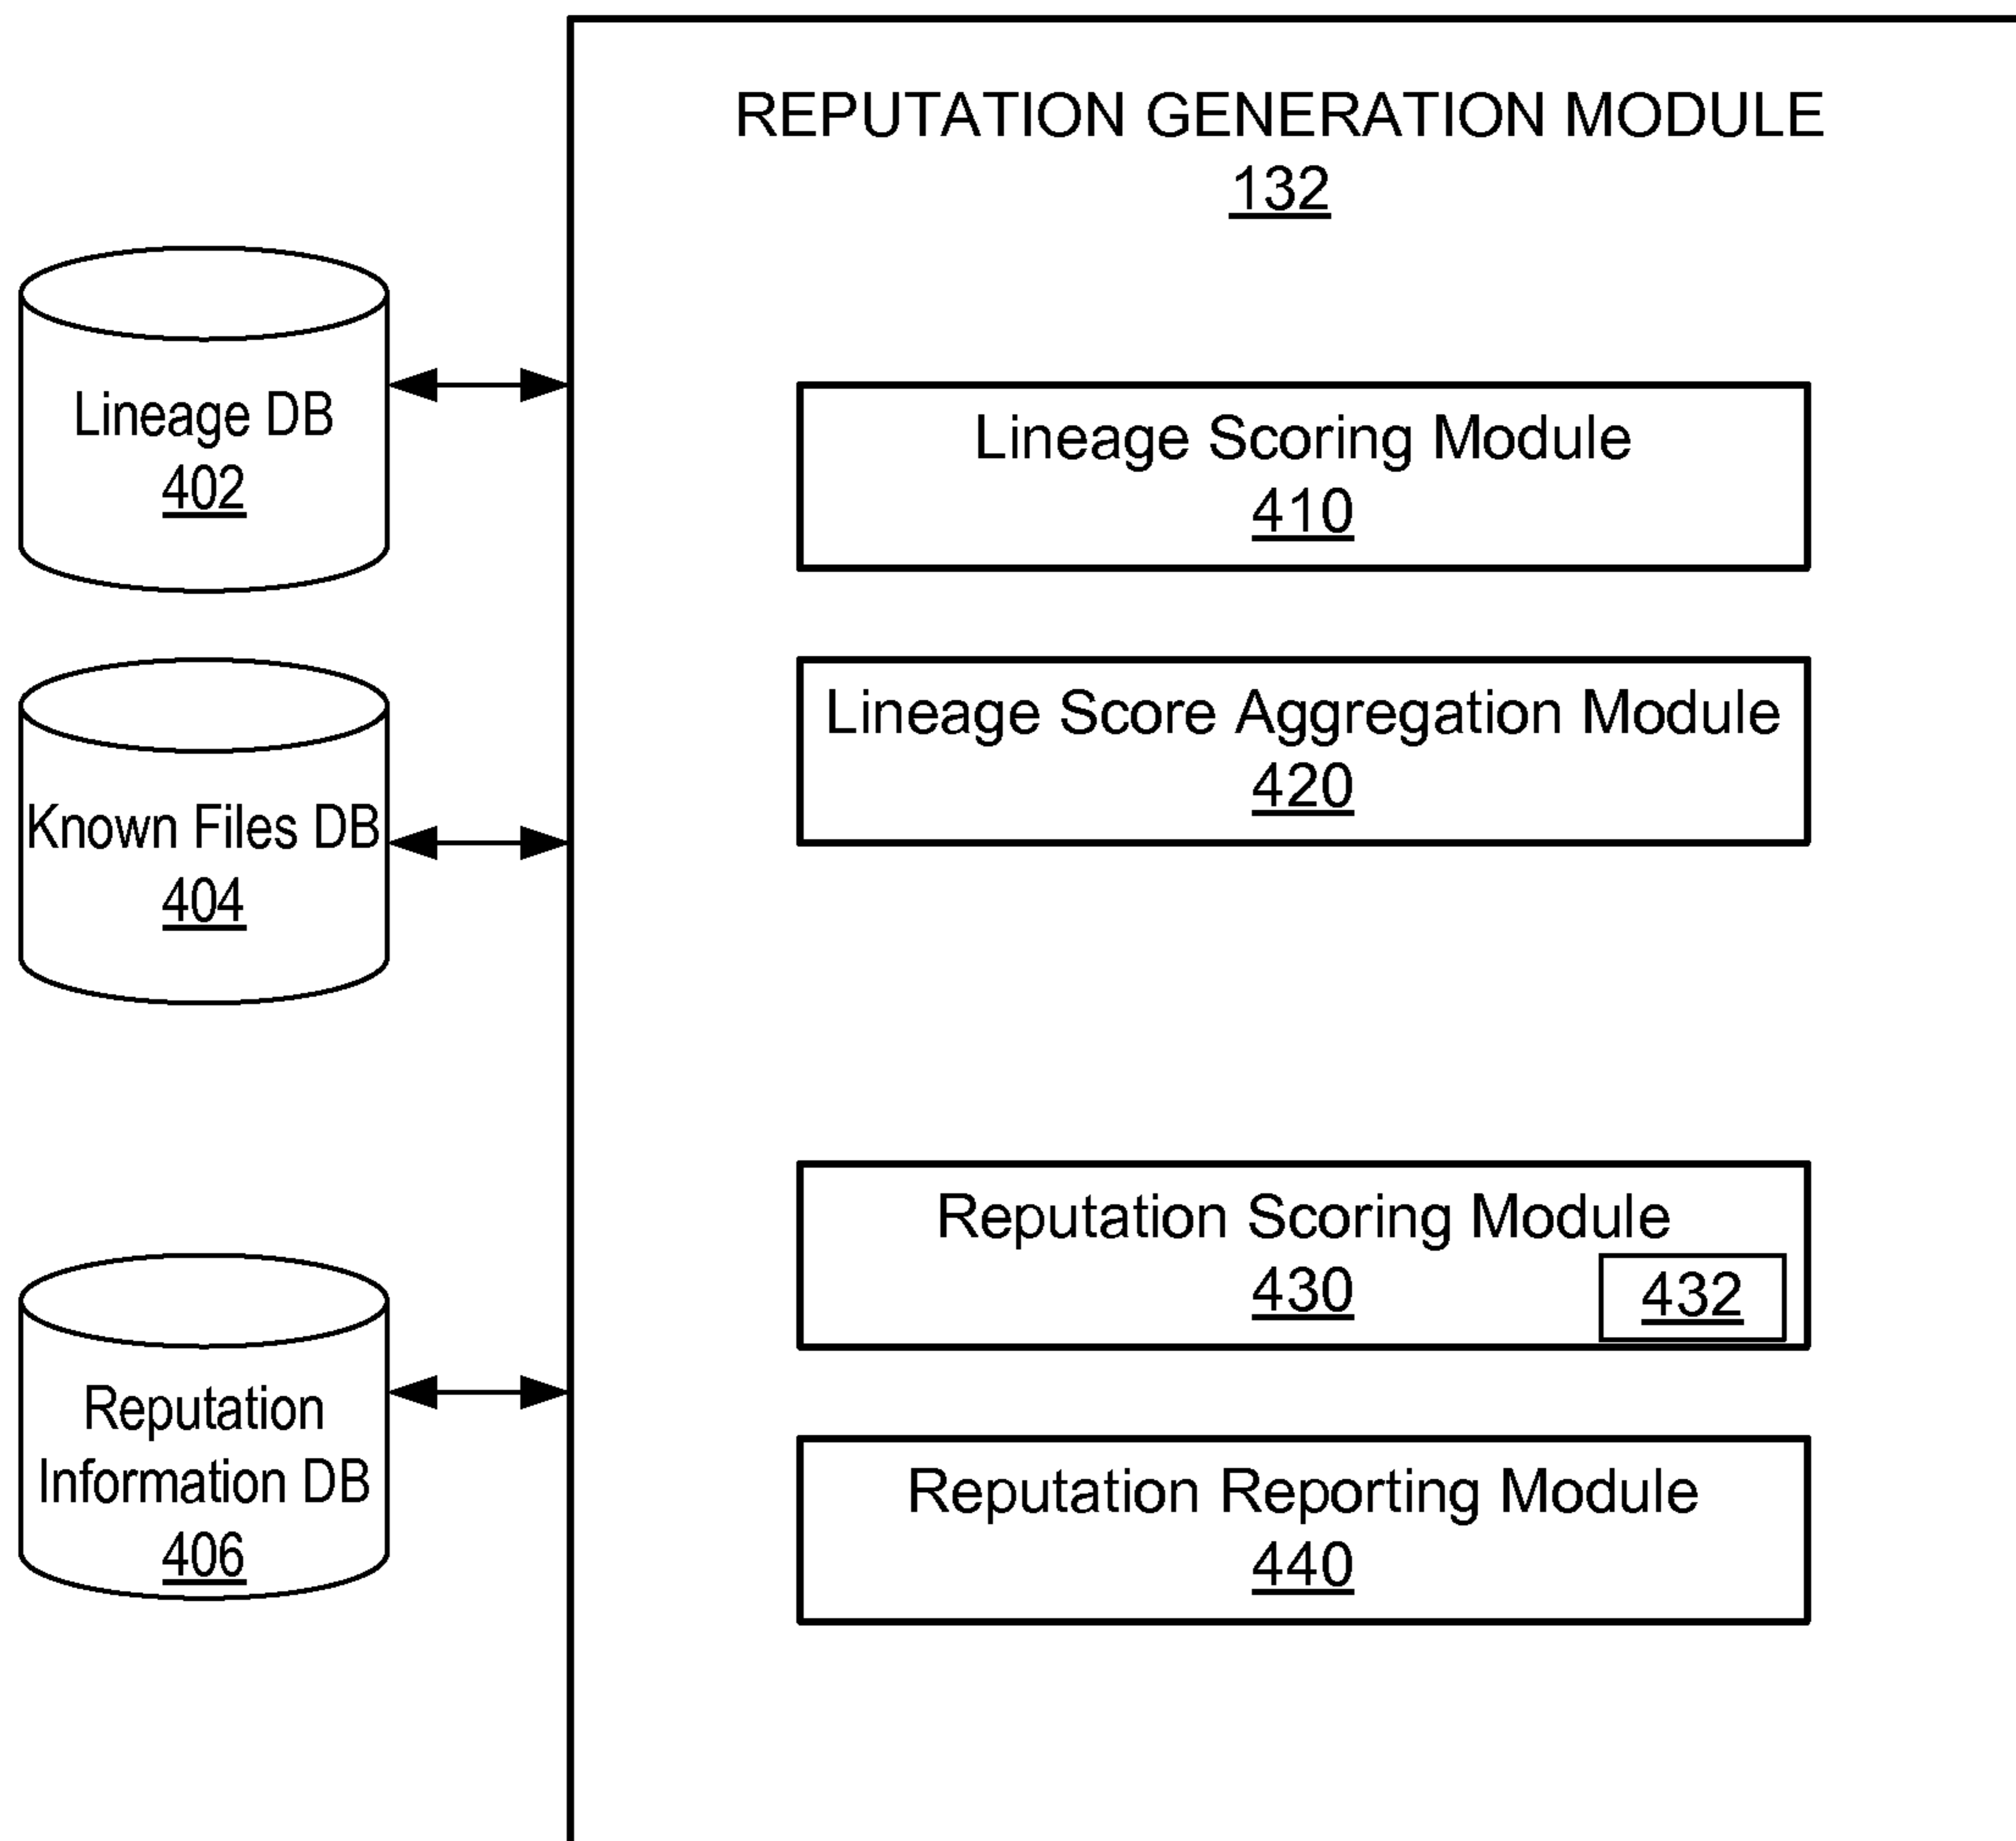 REPUTATION GENERATION MODULE
132
Lineage DB
402
Known Files DB
404
Reputation
Information DB
406
Lineage Scoring Module
410
Lineage Score Aggregation Module
420
Reputation Scoring Module
430
432
Reputation Reporting Module
440